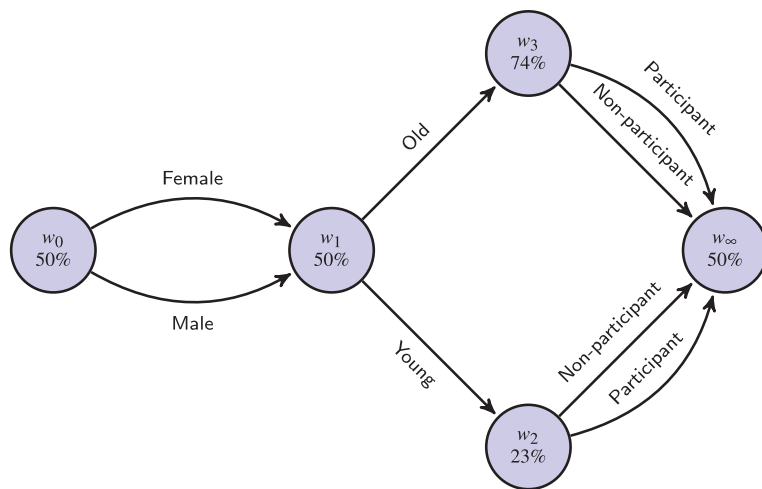 w₃
74%
Participant
Non-participant
Old
Female
w₀
50%
w₁
50%
w∞
50%
Male
Young
Non-participant
Participant
w₂
23%